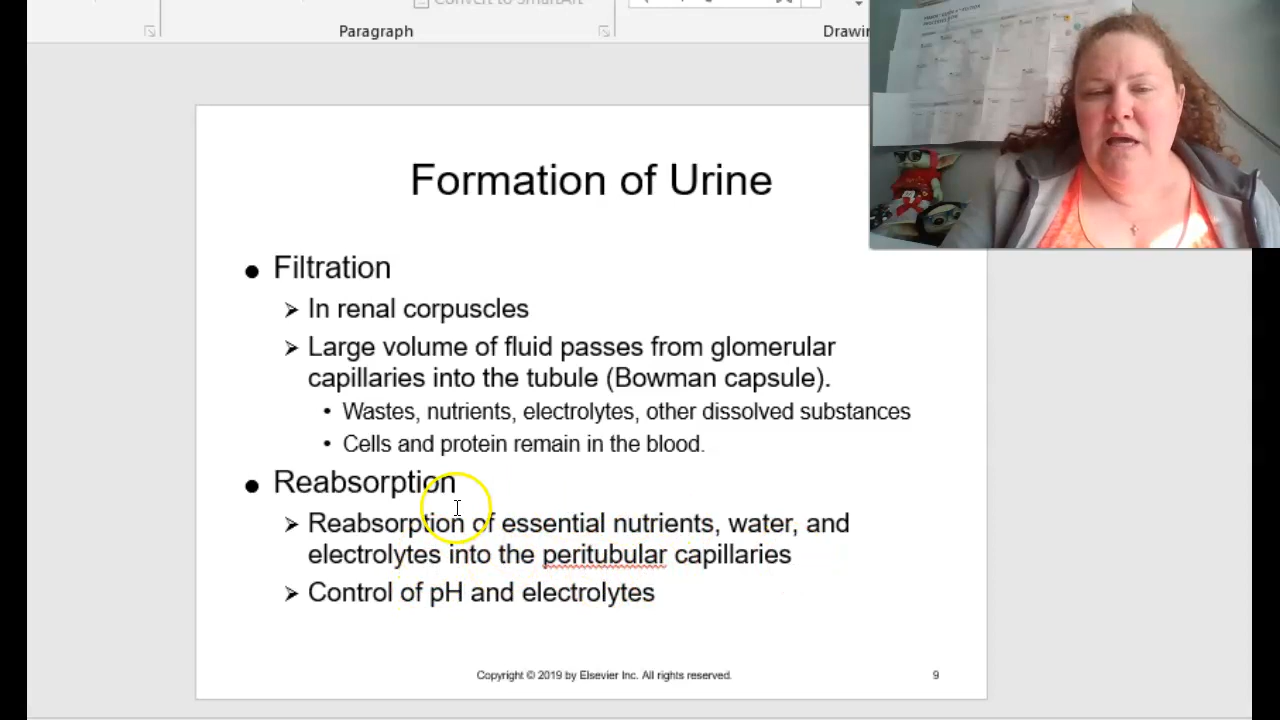 Convert to SmartArt
Paragraph
Formation of Urine
● Filtration
➢ In renal corpuscles
➢ Large volume of fluid passes from glomerular
capillaries into the tubule (Bowman capsule).
• Wastes, nutrients, electrolytes, other dissolved substances
• Cells and protein remain in the blood.
● Reabsorption
➢ Reabsorption of essential nutrients, water, and
electrolytes into the peritubular capillaries
➢ Control of pH and electrolytes
Copyright © 2019 by Elsevier Inc. All rights reserved.
9